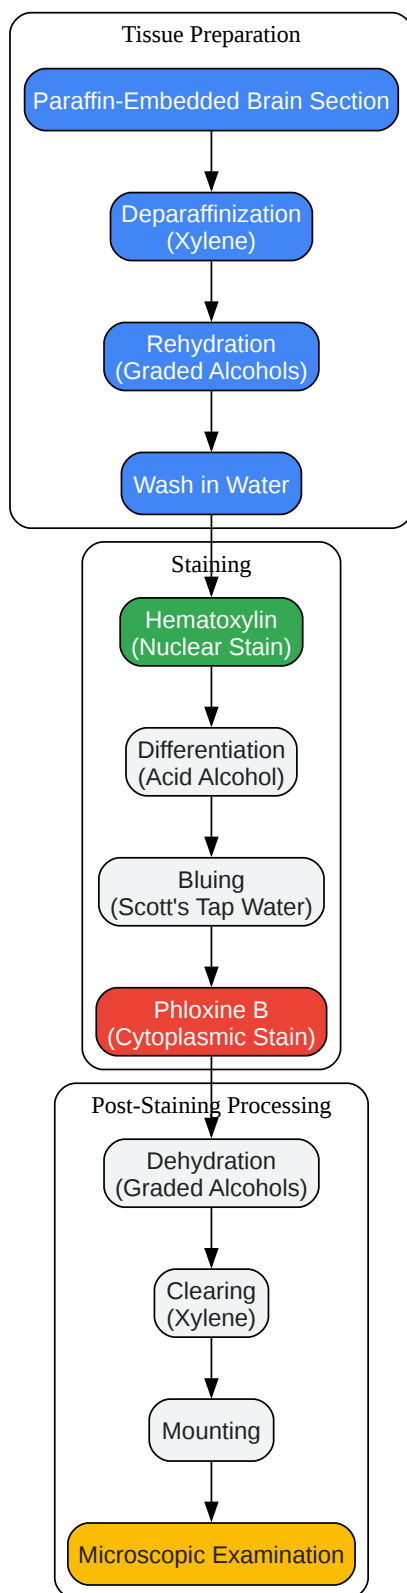 Tissue Preparation
Paraffin-Embedded Brain Section
Deparaffinization
(Xylene)
Rehydration
(Graded Alcohols)
Wash in Water
Staining
Hematoxylin
(Nuclear Stain)
Differentiation
(Acid Alcohol)
Bluing
(Scott's Tap Water)
Phloxine B
(Cytoplasmic Stain)
Post-Staining Processing
Dehydration
(Graded Alcohols)
Clearing
(Xylene)
Mounting
Microscopic Examination